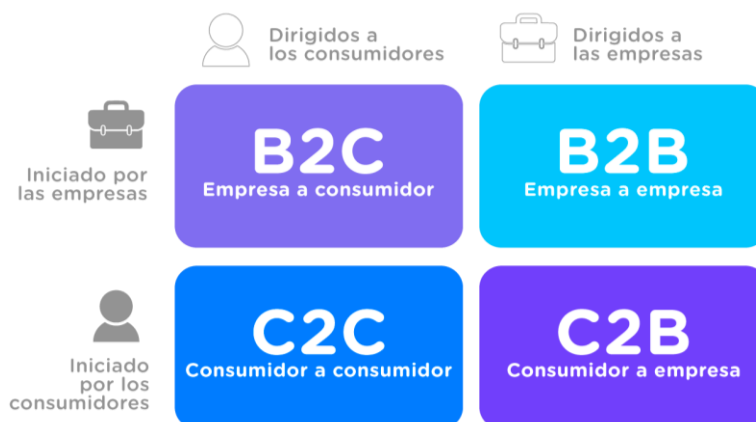 Dirigidos a
los consumidores
Dirigidos a
las empresas
Iniciado por
las empresas
B2C
Empresa a consumidor
B2B
Empresa a empresa
Iniciado
por los
consumidores
C2C
Consumidor a consumidor
C2B
Consumidor a empresa